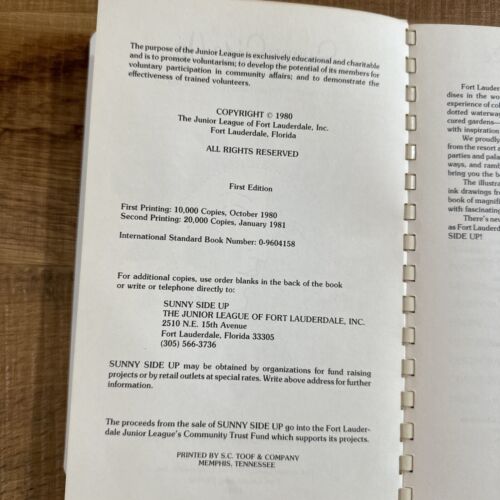 The purpose of the Junior League is exclusively educational and charitable
and is to promote voluntarism; to develop the potential of its members for
voluntary participation in community affairs; and to demonstrate the
effectiveness of trained volunteers.
COPYRIGHT © 1980
The Junior League of Fort Lauderdale, Inc.
Fort Lauderdale, Florida
ALL RIGHTS RESERVED
First Edition
First Printing: 10,000 Copies, October 1980
Second Printing: 20,000 Copies, January 1981
International Standard Book Number: 0-9604158
For additional copies, use order blanks in the back of the book
or write or telephone directly to:
SUNNY SIDE UP
THE JUNIOR LEAGUE OF FORT LAUDERDALE, INC.
2510 N.E. 15th Avenue
Fort Lauderdale, Florida 33305
(305) 566-3736
SUNNY SIDE UP may be obtained by organizations for fund raising
projects or by retail outlets at special rates. Write above address for further
information.
The proceeds from the sale of SUNNY SIDE UP go into the Fort Lauder-
dale Junior League's Community Trust Fund which supports its projects.
PRINTED BY S.C. TOOF & COMPANY
MEMPHIS, TENNESSEE
Fort Lauder
dises in the wo
experience of col
dotted waterway
cured gardens—
with inspiration
We proudly
from the resort a
parties and pala
ways, and ramb
bring you the b
The illustra
ink drawings fr
book of magnifi
with fascinating
There's nev
as Fort Lauderd
SIDE UP!